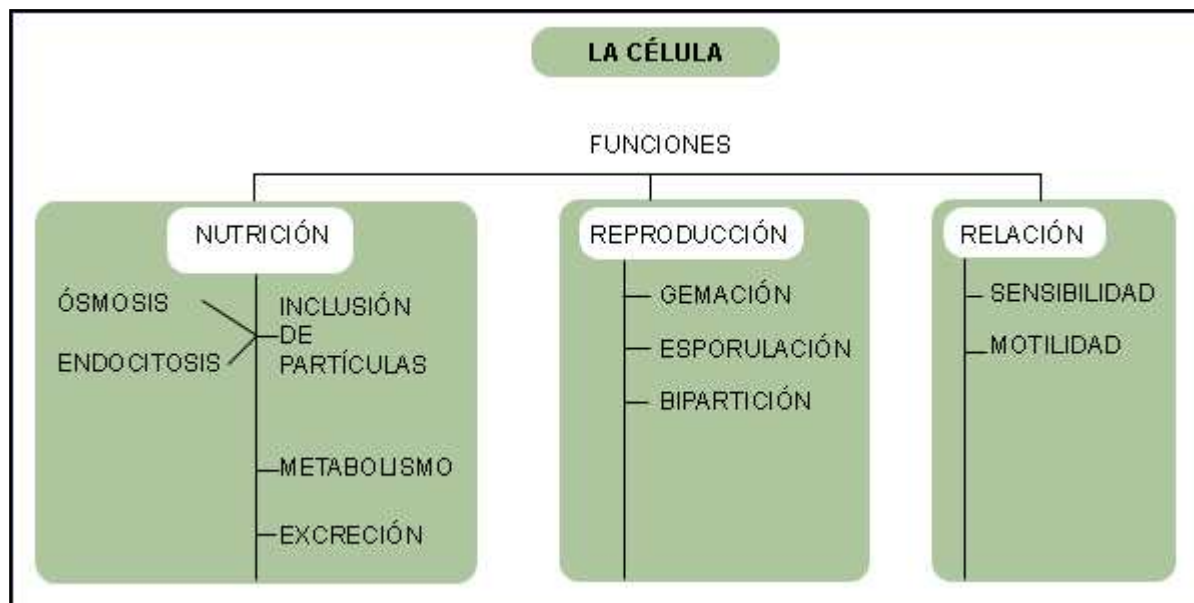 LA CÉLULA
FUNCIONES
NUTRICIÓN
ÓSMOSIS
ENDOCITOSIS
INCLUSIÓN
DE
PARTÍCULAS
METABOLISMO
EXCRECIÓN
REPRODUCCIÓN
GEMACIÓN
ESPORULACIÓN
BIPARTICIÓN
RELACIÓN
SENSIBILIDAD
MOTILIDAD